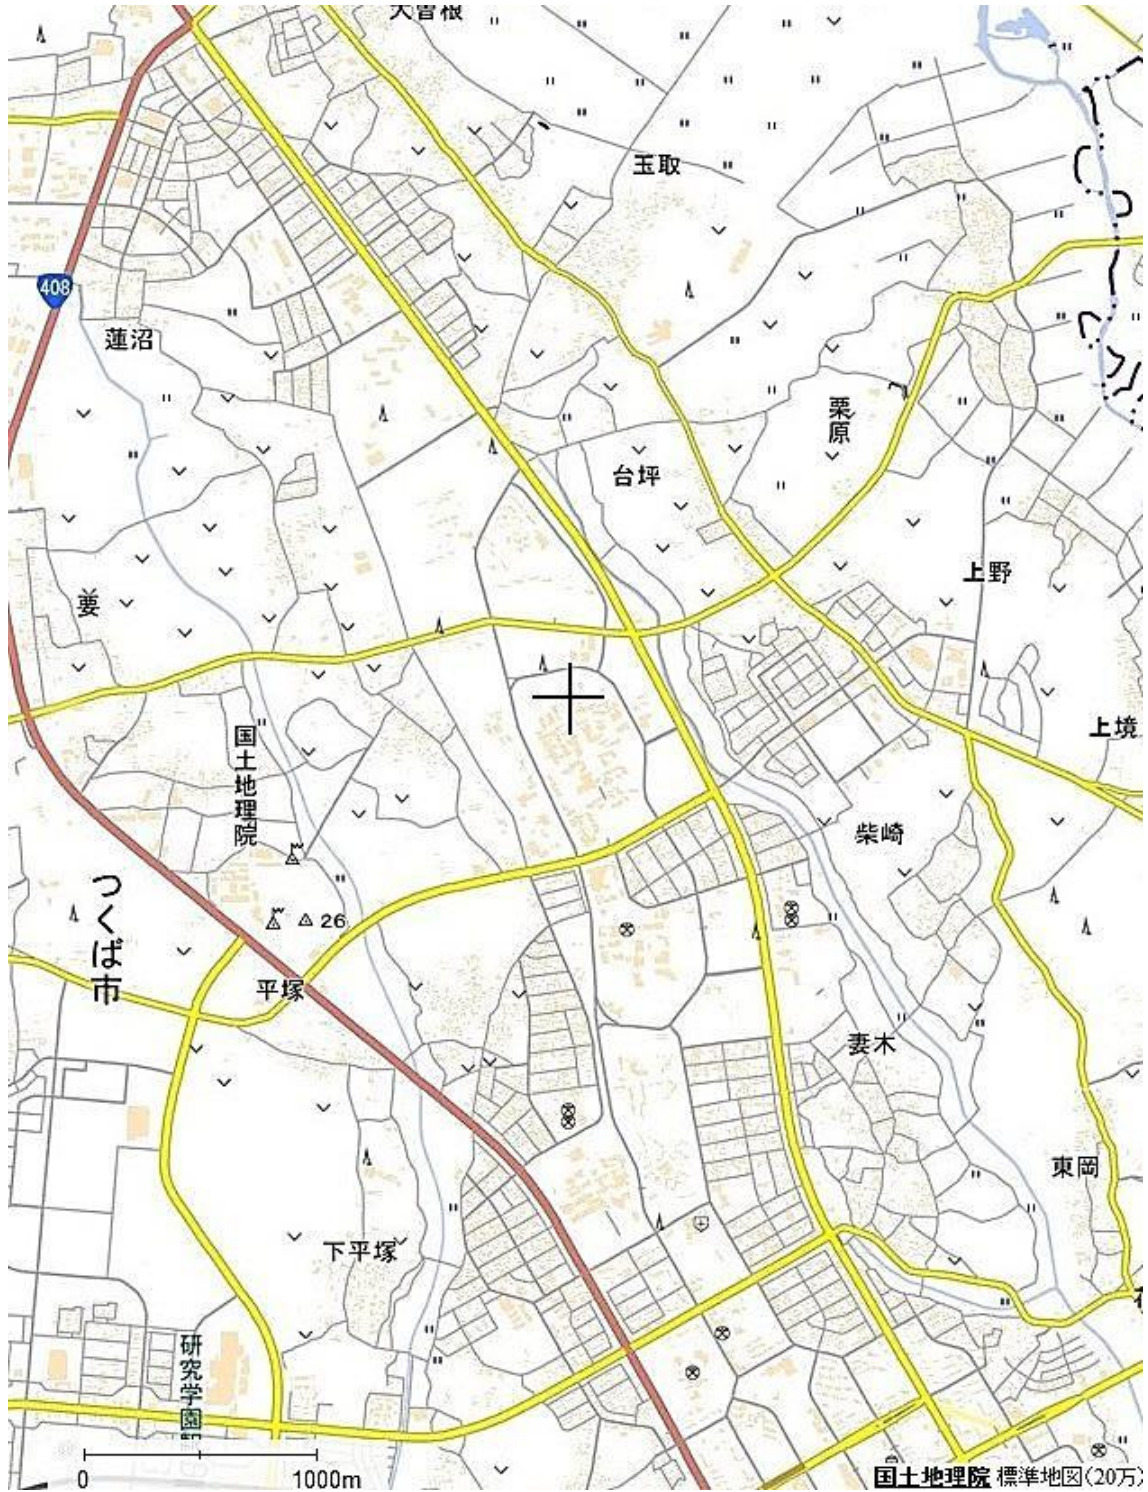 大曽根
玉取
408
蓮沼
栗原
台坪
上野
要
上境
国土地理院
柴崎
つくば市
26
平塚
妻木
東岡
下平塚
研究学園
0
1000m
国土地理院 標準地図(20万)